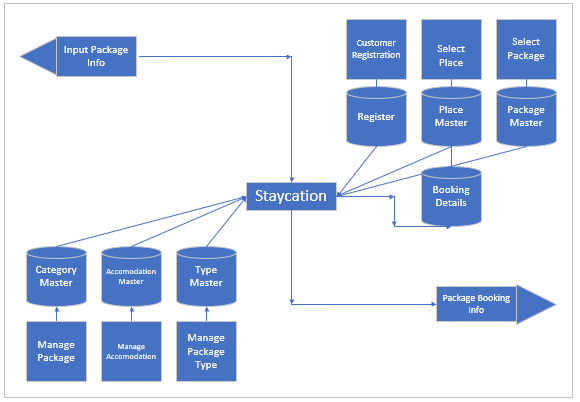 Input Package
Info
Customer
Registration
Select
Place
Select
Package
Register
Place
Master
Package
Master
Staycation
Booking
Details
Category
Master
Accomodation
Master
Type
Master
Package Booking
Info
Manage
Package
Manage
Accomodation
Manage
Package
Type